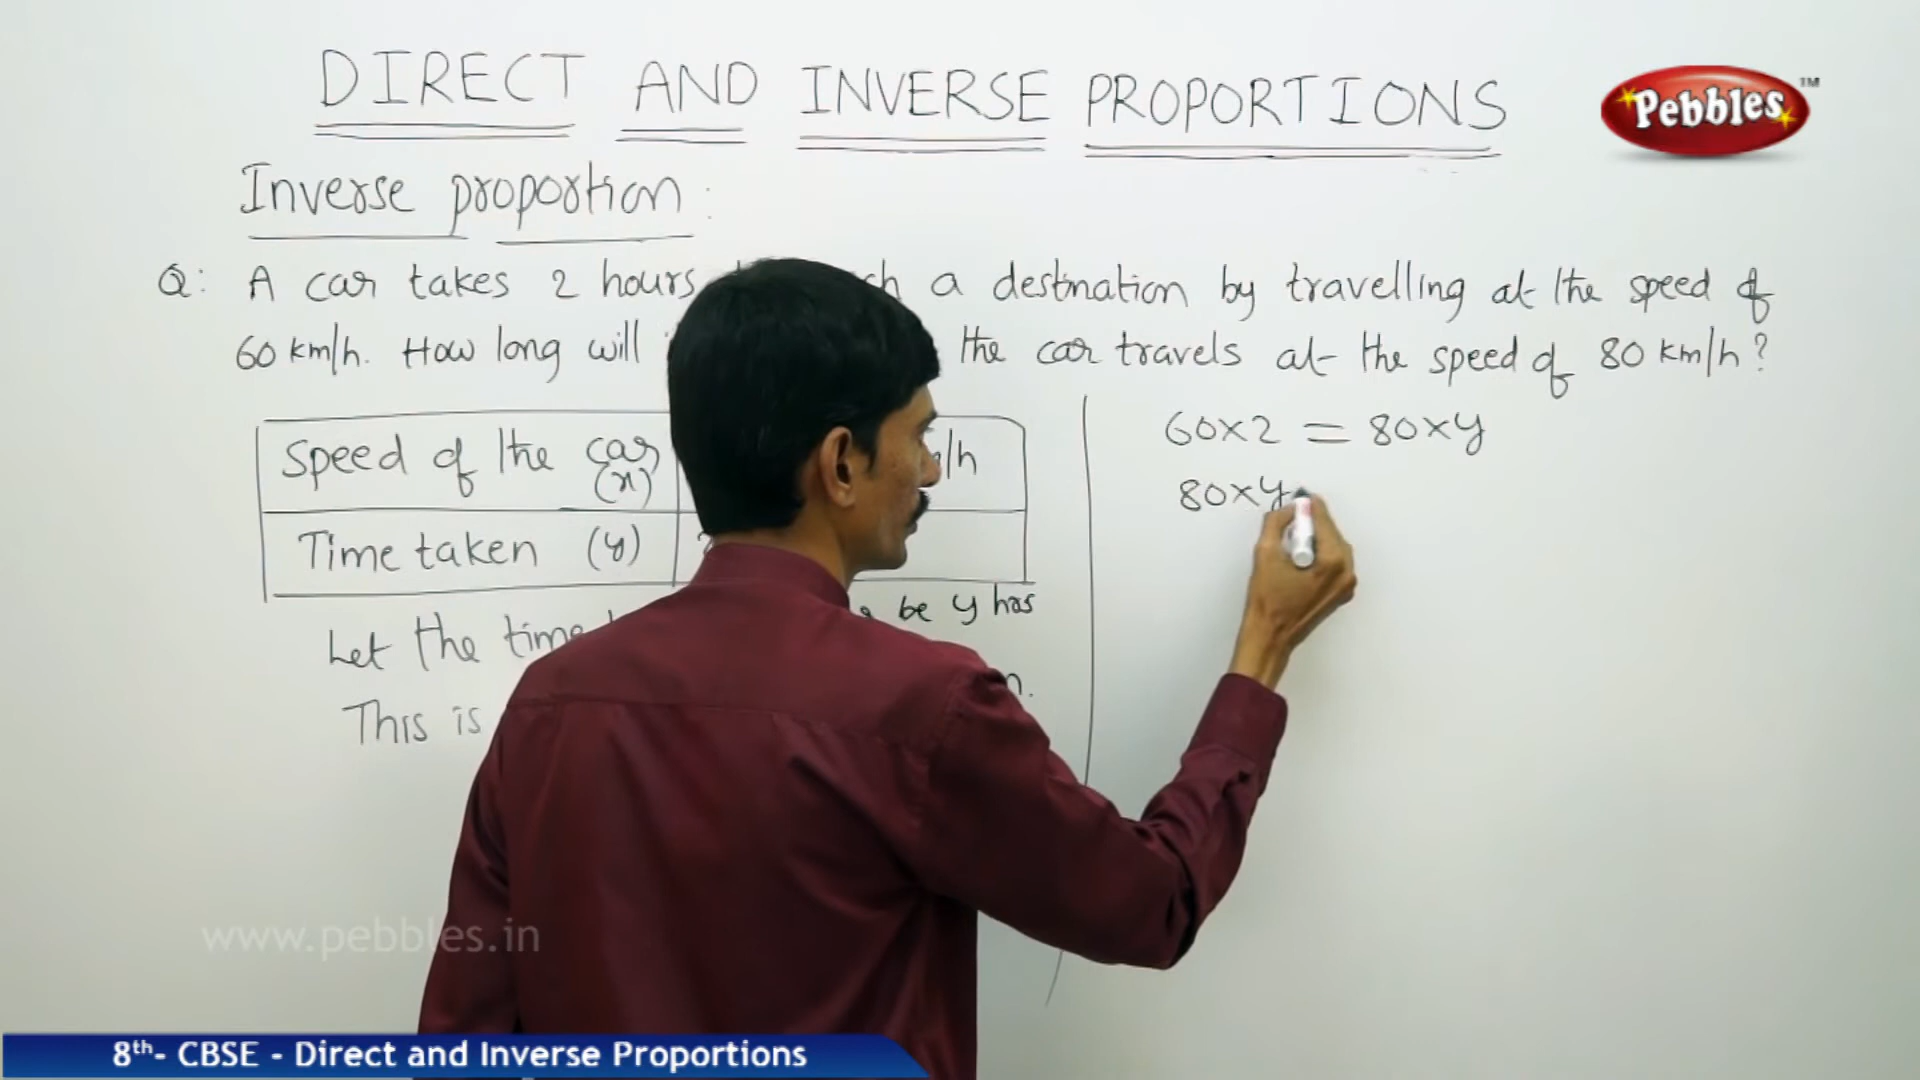 DIRECT AND INVERSE PROPORTIONS
Pebbles™
Inverse proportion:
Q: A car takes 2 hours a destination by travelling at the speed of
60 km/h. How long will the car travels at the speed of 80 km/h?
Speed of the car (x) /h
Time taken (y)
Let the time be y hrs
This is
60×2 = 80×y
80×y
www.pebbles.in
8th- CBSE - Direct and Inverse Proportions